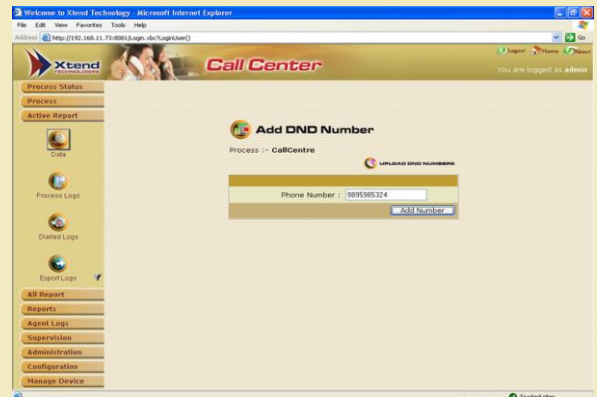 Welcome to Xtend Technology - Microsoft Internet Explorer
File Edit View Favorites Tools Help
Address http://192.168.11.73:8081/Login.vbc?LoginUser() Go
Logout Home About
Xtend
TECHNOLOGIES
Call Center
You are logged as admin
Process Status
Process
Active Report
Data
Process Logs
Dialled Logs
Export Logs
All Report
Reports
Agent Logs
Supervision
Administration
Configuration
Manage Device
Add DND Number
Process :- CallCentre
UPLOAD DND NUMBERS
Phone Number : 9895985324
Add Number
Trusted sites